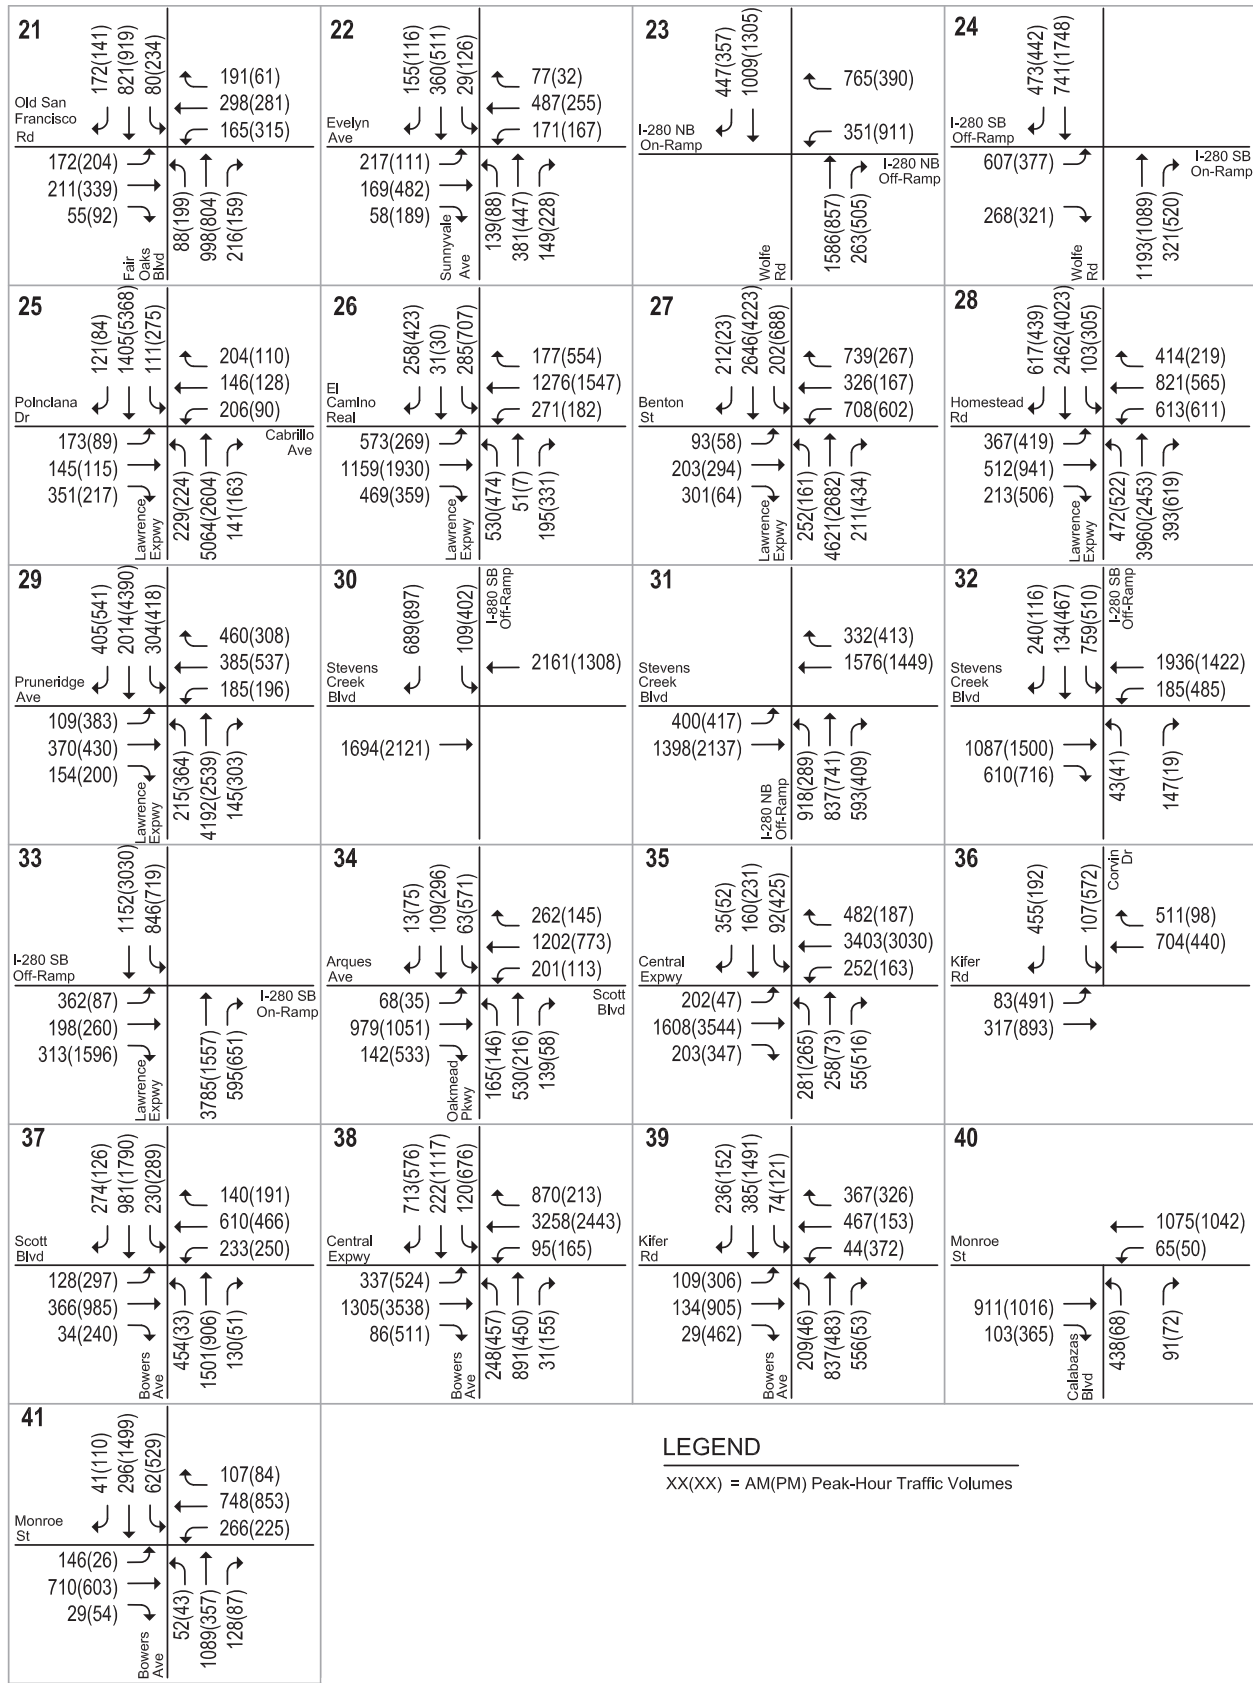 21
172(141)
821(919)
80(234)
191(61)
298(281)
165(315)
Old San
Francisco
Rd
172(204)
211(339)
55(92)
Fair
Oaks
Blvd
88(199)
998(804)
216(159)
22
155(116)
360(511)
29(126)
77(32)
487(255)
171(167)
Evelyn
Ave
217(111)
169(482)
58(189)
Sunnyvale
Ave
139(88)
381(447)
149(228)
23
447(357)
1009(1305)
765(390)
351(911)
I-280 NB
On-Ramp
I-280 NB
Off-Ramp
Wolfe
Rd
1586(857)
263(505)
24
473(442)
741(1748)
I-280 SB
Off-Ramp
607(377)
268(321)
I-280 SB
On-Ramp
Wolfe
Rd
1193(1089)
321(520)
25
121(84)
1405(5368)
111(275)
204(110)
146(128)
206(90)
Poinciana
Dr
Cabrillo
Ave
173(89)
145(115)
351(217)
Lawrence
Expwy
229(224)
5064(2604)
141(163)
26
258(423)
31(30)
285(707)
177(554)
1276(1547)
271(182)
El
Camino
Real
573(269)
1159(1930)
469(359)
Lawrence
Expwy
530(474)
51(7)
195(331)
27
212(23)
2646(4223)
202(688)
739(267)
326(167)
708(602)
Benton
St
93(58)
203(294)
301(64)
Lawrence
Expwy
252(161)
4621(2682)
211(434)
28
617(439)
2462(4023)
103(305)
414(219)
821(565)
613(611)
Homestead
Rd
367(419)
512(941)
213(506)
Lawrence
Expwy
472(522)
3960(2453)
393(619)
29
405(541)
2014(4390)
304(418)
460(308)
385(537)
185(196)
Pruneridge
Ave
109(383)
370(430)
154(200)
Lawrence
Expwy
215(364)
4192(2539)
145(303)
30
689(897)
109(402)
I-880 SB
Off-Ramp
2161(1308)
Stevens
Creek
Blvd
1694(2121)
31
332(413)
1576(1449)
Stevens
Creek
Blvd
400(417)
1398(2137)
I-280 NB
Off-Ramp
918(289)
837(741)
593(409)
32
240(116)
134(467)
759(510)
I-280 SB
Off-Ramp
1936(1422)
185(485)
Stevens
Creek
Blvd
1087(1500)
610(716)
43(41)
147(19)
33
1152(3030)
846(719)
I-280 SB
Off-Ramp
I-280 SB
On-Ramp
362(87)
198(260)
313(1596)
Lawrence
Expwy
3785(1557)
595(651)
34
13(75)
109(296)
63(571)
262(145)
1202(773)
201(113)
Arques
Ave
Scott
Blvd
68(35)
979(1051)
142(533)
Oakmead
Pkwy
165(146)
530(216)
139(58)
35
35(52)
160(231)
92(425)
482(187)
3403(3030)
252(163)
Central
Expwy
202(47)
1608(3544)
203(347)
281(265)
258(73)
55(516)
36
455(192)
107(572)
Corvin
Dr
511(98)
704(440)
Kifer
Rd
83(491)
317(893)
37
274(126)
981(1790)
230(289)
140(191)
610(466)
233(250)
Scott
Blvd
128(297)
366(985)
34(240)
Bowers
Ave
454(33)
1501(906)
130(51)
38
713(576)
222(1117)
120(676)
870(213)
3258(2443)
95(165)
Central
Expwy
337(524)
1305(3538)
86(511)
Bowers
Ave
248(457)
891(450)
31(155)
39
236(152)
385(1491)
74(121)
367(326)
467(153)
44(372)
Kifer
Rd
109(306)
134(905)
29(462)
Bowers
Ave
209(46)
837(483)
556(53)
40
1075(1042)
65(50)
Monroe
St
911(1016)
103(365)
Calabazas
Blvd
438(68)
91(72)
41
41(110)
296(1499)
62(529)
107(84)
748(853)
266(225)
Monroe
St
146(26)
710(603)
29(54)
Bowers
Ave
52(43)
1089(357)
128(87)
LEGEND
XX(XX) = AM(PM) Peak-Hour Traffic Volumes